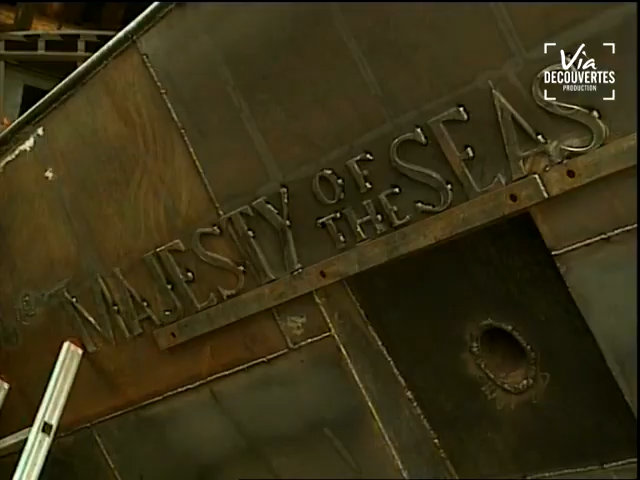 Via
DECOUVERTES
PRODUCTION
MAJESTY OF THE SEAS